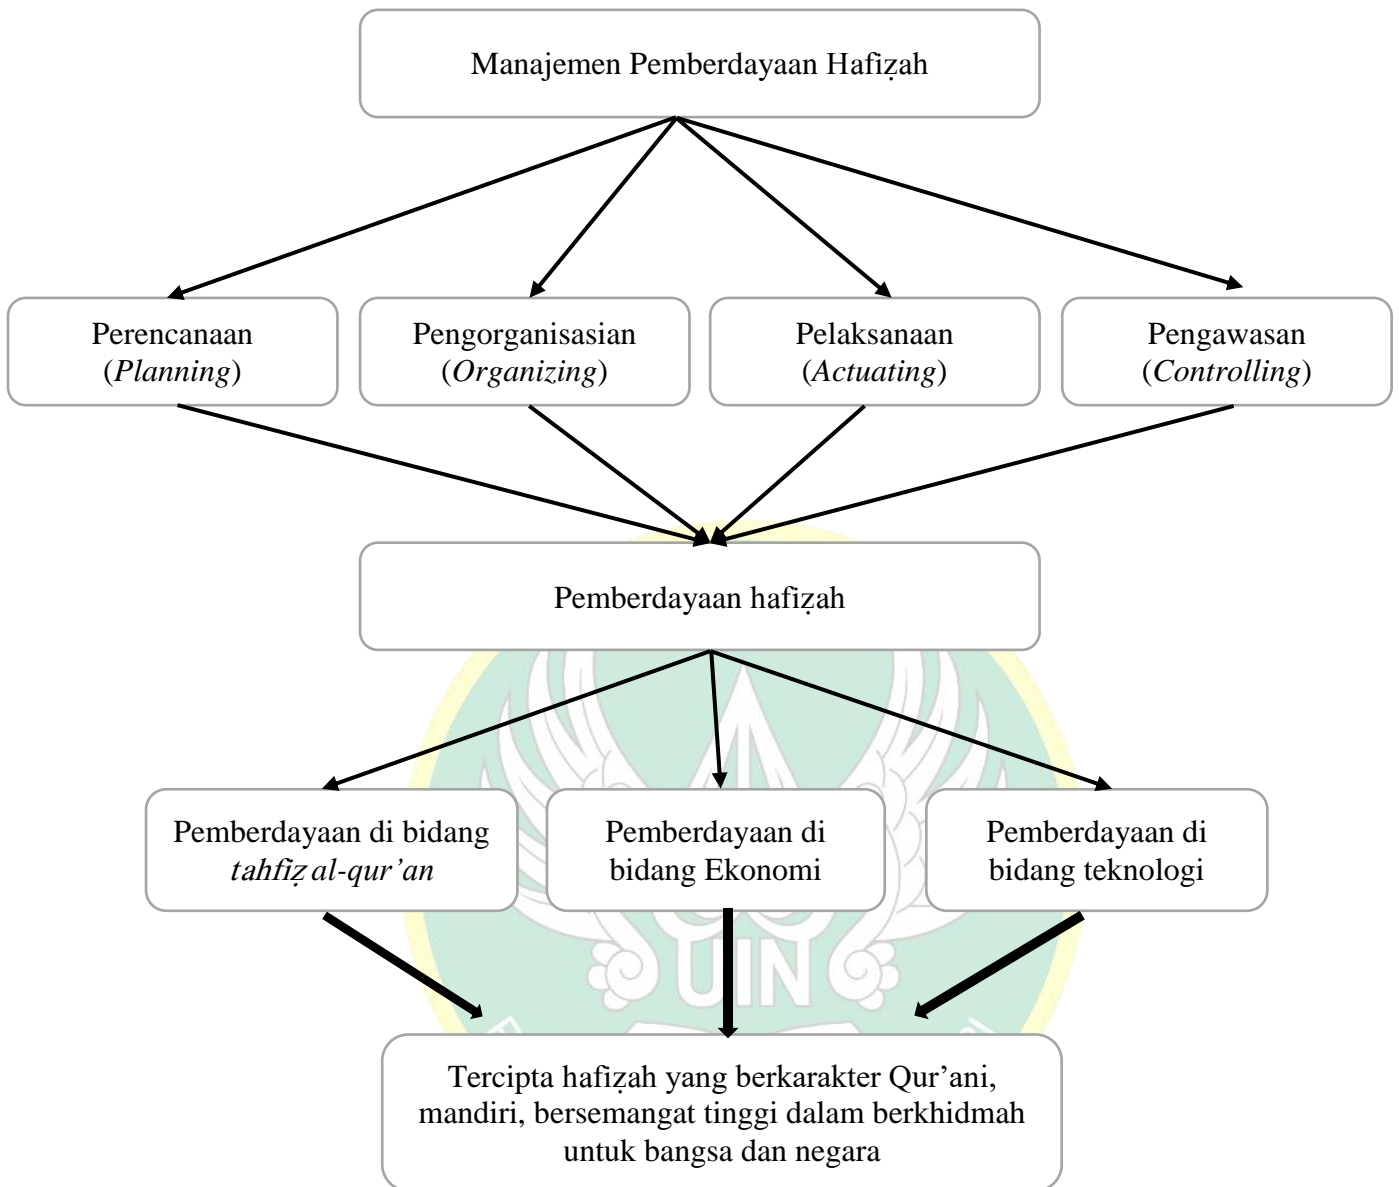 Manajemen Pemberdayaan Hafiẓah
Perencanaan
(Planning)
Pengorganisasian
(Organizing)
Pelaksanaan
(Actuating)
Pengawasan
(Controlling)
Pemberdayaan hafiẓah
Pemberdayaan di bidang
tahfiẓ al-qur’an
Pemberdayaan di
bidang Ekonomi
Pemberdayaan di
bidang teknologi
UIN
Tercipta hafiẓah yang berkarakter Qur’ani,
mandiri, bersemangat tinggi dalam berkhidmah
untuk bangsa dan negara